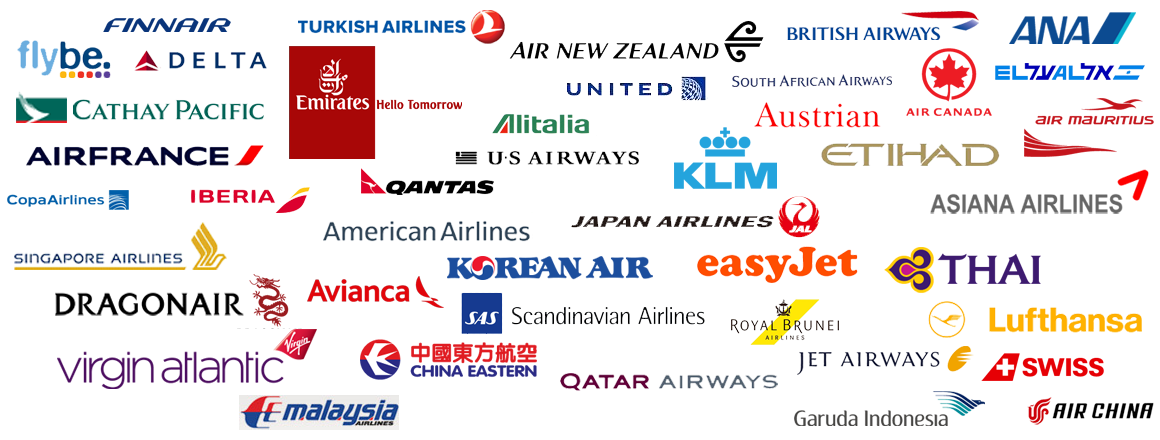 FINNAIR
TURKISH AIRLINES
BRITISH AIRWAYS
ANA
flybe.
DELTA
AIR NEW ZEALAND
Emirates
Hello Tomorrow
UNITED
SOUTH AFRICAN AIRWAYS
AIR CANADA
EL אל על AL
CATHAY PACIFIC
Alitalia
Austrian
AIR MAURITIUS
AIRFRANCE
U·S AIRWAYS
KLM
ETIHAD
CopaAirlines
IBERIA
QANTAS
ASIANA AIRLINES
SINGAPORE AIRLINES
American Airlines
JAPAN AIRLINES
JAL
KOREAN AIR
easyJet
THAI
DRAGONAIR
Avianca
SAS
Scandinavian Airlines
ROYAL BRUNEI
AIRLINES
Lufthansa
virgin atlantic
Virgin
中國東方航空
CHINA EASTERN
QATAR AIRWAYS
JET AIRWAYS
SWISS
malaysia
AIRLINES
Garuda Indonesia
AIR CHINA